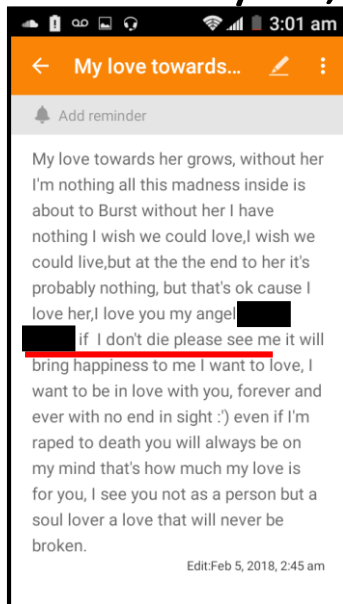 3:01 am
My love towards...
Add reminder
My love towards her grows, without her
I'm nothing all this madness inside is
about to Burst without her I have
nothing I wish we could love,I wish we
could live,but at the the end to her it's
probably nothing, but that's ok cause I
love her,I love you my angel
if I don't die please see me it will
bring happiness to me I want to love, I
want to be in love with you, forever and
ever with no end in sight :') even if I'm
raped to death you will always be on
my mind that's how much my love is
for you, I see you not as a person but a
soul lover a love that will never be
broken.
Edit:Feb 5, 2018, 2:45 am